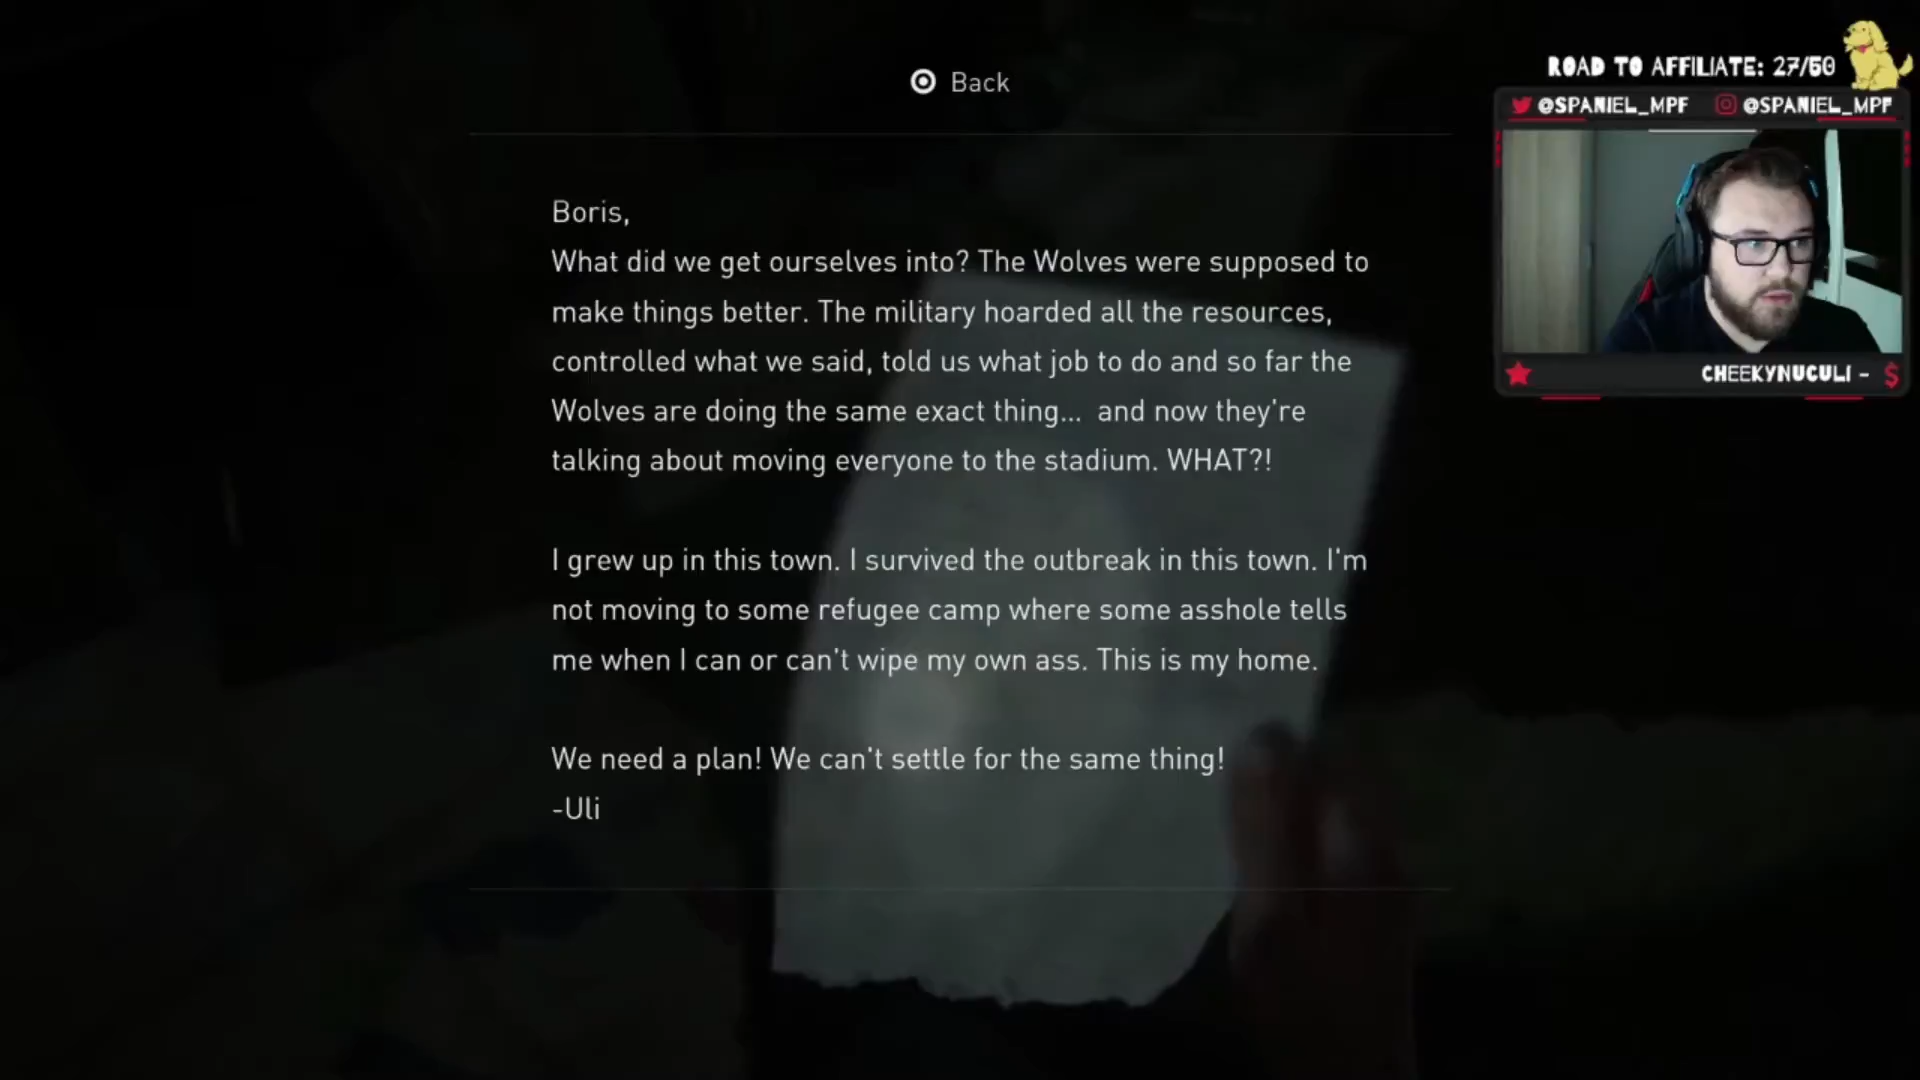 Back
ROAD TO AFFILIATE: 27/50
@SPANIEL_MPF @SPANIEL_MPF
CHEEKYNUCULI - $
Boris,
What did we get ourselves into? The Wolves were supposed to
make things better. The military hoarded all the resources,
controlled what we said, told us what job to do and so far the
Wolves are doing the same exact thing... and now they're
talking about moving everyone to the stadium. WHAT?!
I grew up in this town. I survived the outbreak in this town. I'm
not moving to some refugee camp where some asshole tells
me when I can or can't wipe my own ass. This is my home.
We need a plan! We can't settle for the same thing!
-Uli